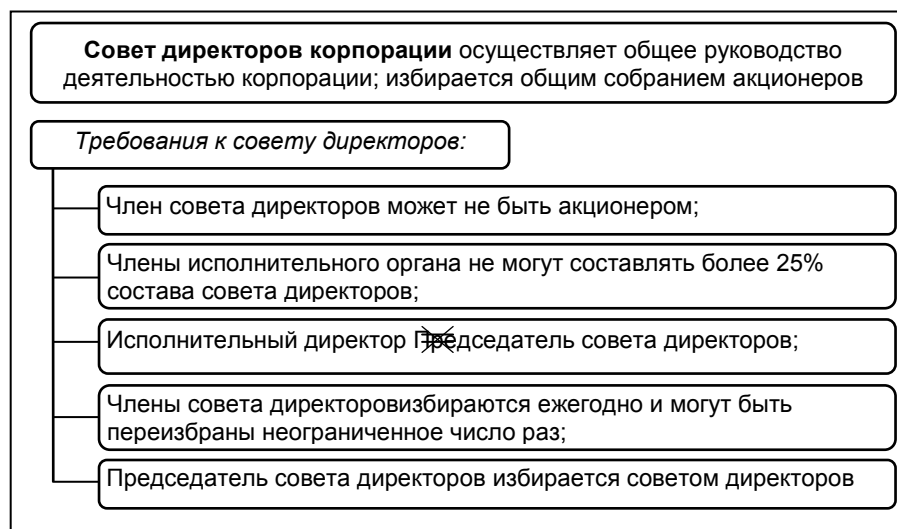 Совет директоров корпорации осуществляет общее руководство
деятельностью корпорации; избирается общим собранием акционеров
Требования к совету директоров:
Член совета директоров может не быть акционером;
Члены исполнительного органа не могут составлять более 25%
состава совета директоров;
Исполнительный директор Председатель совета директоров;
Члены совета директоровизбираются ежегодно и могут быть
переизбраны неограниченное число раз;
Председатель совета директоров избирается советом директоров